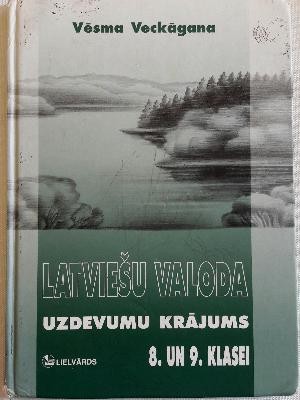 Vēsma Veckāgana
LATVIEŠU VALODA
UZDEVUMU KRĀJUMS
8. UN 9. KLASEI
LIELVĀRDS